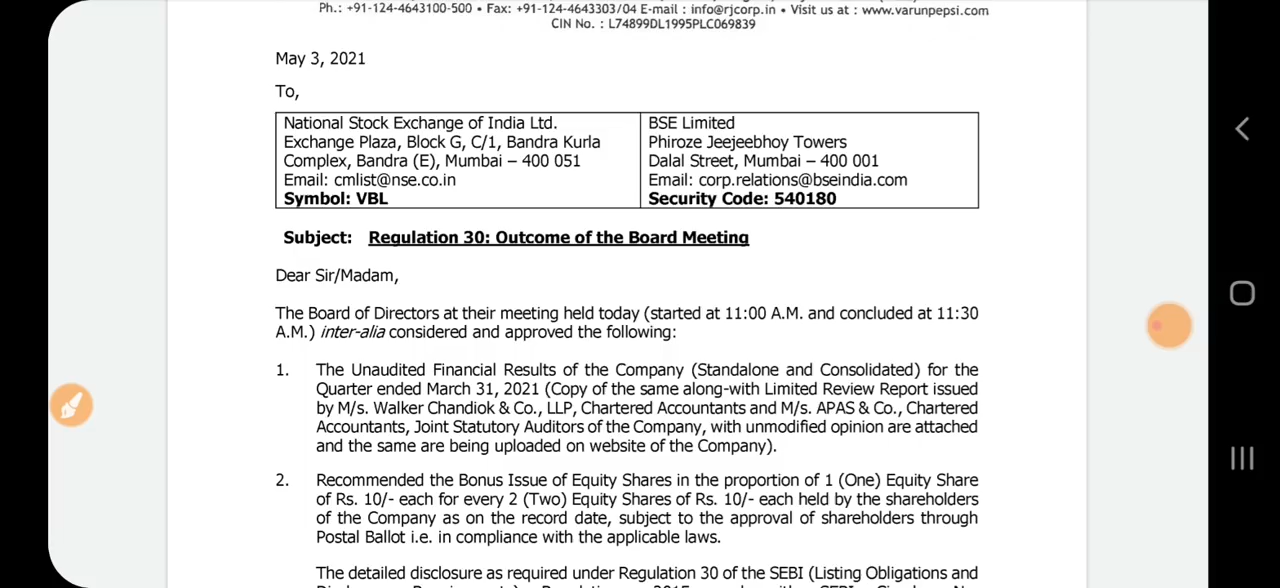 Ph.: +91-124-4643100-500 • Fax: +91-124-4643303/04 E-mail : info@rjcorp.in • Visit us at : www.varunpepsi.com
CIN No. : L74899DL1995PLC069839
May 3, 2021
To,
National Stock Exchange of India Ltd.
Exchange Plaza, Block G, C/1, Bandra Kurla
Complex, Bandra (E), Mumbai – 400 051
Email: cmlist@nse.co.in
Symbol: VBL
BSE Limited
Phiroze Jeejeebhoy Towers
Dalal Street, Mumbai – 400 001
Email: corp.relations@bseindia.com
Security Code: 540180
Subject: Regulation 30: Outcome of the Board Meeting
Dear Sir/Madam,
The Board of Directors at their meeting held today (started at 11:00 A.M. and concluded at 11:30
A.M.) inter-alia considered and approved the following:
1. The Unaudited Financial Results of the Company (Standalone and Consolidated) for the
Quarter ended March 31, 2021 (Copy of the same along-with Limited Review Report issued
by M/s. Walker Chandiok & Co., LLP, Chartered Accountants and M/s. APAS & Co., Chartered
Accountants, Joint Statutory Auditors of the Company, with unmodified opinion are attached
and the same are being uploaded on website of the Company).
2. Recommended the Bonus Issue of Equity Shares in the proportion of 1 (One) Equity Share
of Rs. 10/- each for every 2 (Two) Equity Shares of Rs. 10/- each held by the shareholders
of the Company as on the record date, subject to the approval of shareholders through
Postal Ballot i.e. in compliance with the applicable laws.
The detailed disclosure as required under Regulation 30 of the SEBI (Listing Obligations and